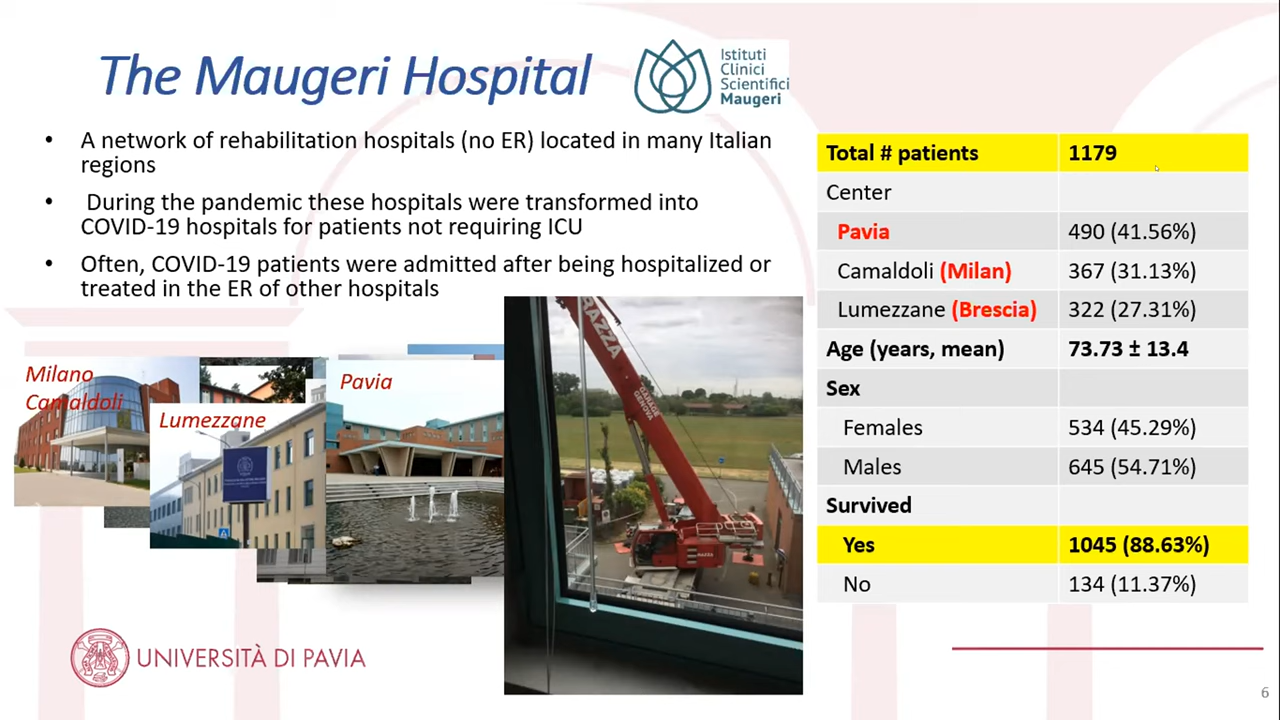 The Maugeri Hospital
Istituti
Clinici
Scientifici
Maugeri
• A network of rehabilitation hospitals (no ER) located in many Italian
regions
• During the pandemic these hospitals were transformed into
COVID-19 hospitals for patients not requiring ICU
• Often, COVID-19 patients were admitted after being hospitalized or
treated in the ER of other hospitals
Milano
Camaldoli
Lumezzane
Pavia
GARAGE
GENOVA
Total # patients 1179
Center
Pavia 490 (41.56%)
Camaldoli (Milan) 367 (31.13%)
Lumezzane (Brescia) 322 (27.31%)
Age (years, mean) 73.73 ± 13.4
Sex
Females 534 (45.29%)
Males 645 (54.71%)
Survived
Yes 1045 (88.63%)
No 134 (11.37%)
UNIVERSITÀ DI PAVIA
6